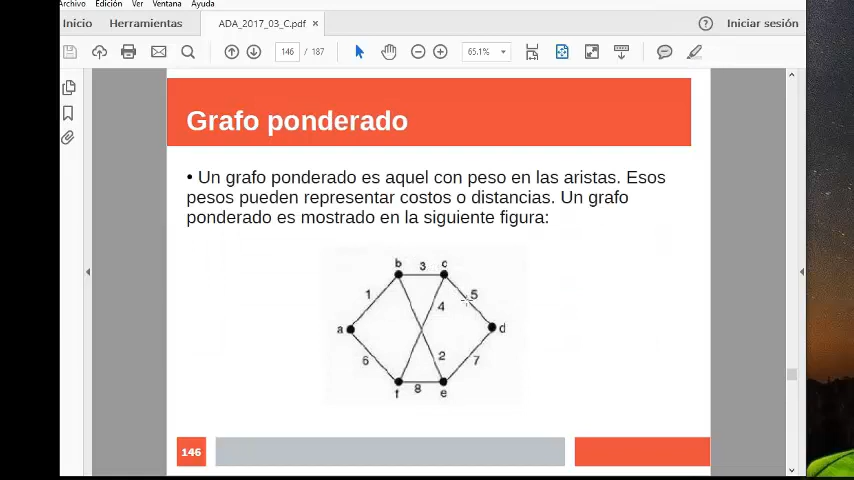 Archivo Edición Ver Ventana Ayuda
Inicio Herramientas ADA_2017_03_C.pdf × ? Iniciar sesión
146 / 187 65.1%
Grafo ponderado
• Un grafo ponderado es aquel con peso en las aristas. Esos
pesos pueden representar costos o distancias. Un grafo
ponderado es mostrado en la siguiente figura:
b 3 c
1 5
4
a d
6 2 7
f 8 e
146